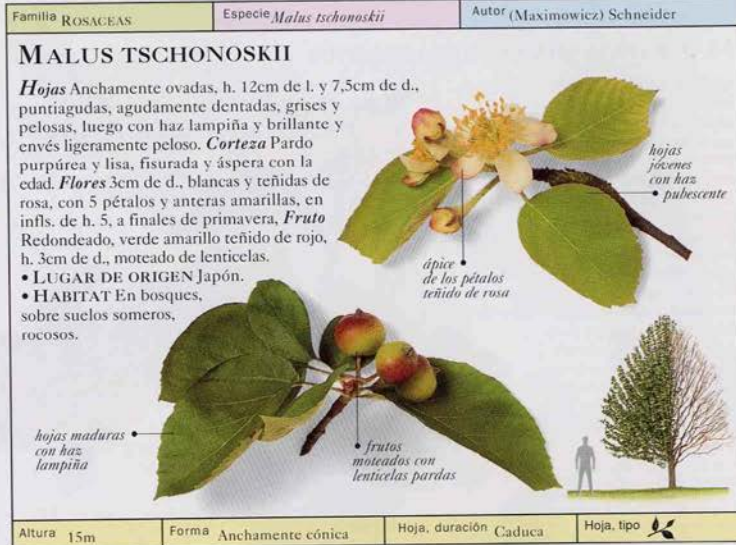 Familia ROSACEAS
Especie Malus tschonoskii
Autor (Maximowicz) Schneider
MALUS TSCHONOSKII
Hojas Anchamente ovadas, h. 12cm de l. y 7,5cm de d.,
puntiagudas, agudamente dentadas, grises y
pelosas, luego con haz lampiña y brillante y
envés ligeramente peloso. Corteza Pardo
purpúrea y lisa, fisurada y áspera con la
edad. Flores 3cm de d., blancas y teñidas de
rosa, con 5 pétalos y anteras amarillas, en
infls. de h. 5, a finales de primavera, Fruto
Redondeado, verde amarillo teñido de rojo,
h. 3cm de d., moteado de lenticelas.
• LUGAR DE ORIGEN Japón.
• HABITAT En bosques,
sobre suelos someros,
rocosos.
hojas
jóvenes
con haz
pubescente
ápice
de los pétalos
teñido de rosa
hojas maduras
con haz
lampiña
frutos
moteados con
lenticelas pardas
Altura 15m
Forma Anchamente cónica
Hoja, duración Caduca
Hoja, tipo